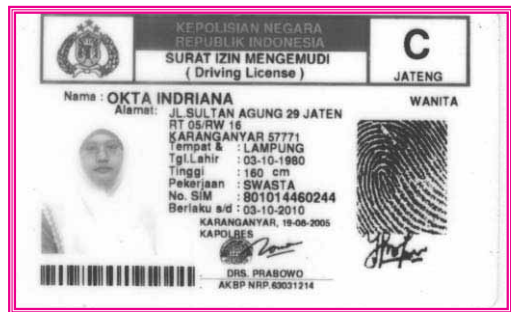 KEPOLISIAN NEGARA
REPUBLIK INDONESIA
SURAT IZIN MENGEMUDI
( Driving License )
C
JATENG
Nama : OKTA INDRIANA
WANITA
Alamat: JL.SULTAN AGUNG 29 JATEN
RT 05/RW 16
KARANGANYAR 57771
Tempat & : LAMPUNG
Tgl.Lahir : 03-10-1980
Tinggi : 160 cm
Pekerjaan : SWASTA
No. SIM : 801014460244
Berlaku s/d : 03-10-2010
KARANGANYAR, 19-08-2005
KAPOLRES
DRS. PRABOWO
AKBP NRP.63031214